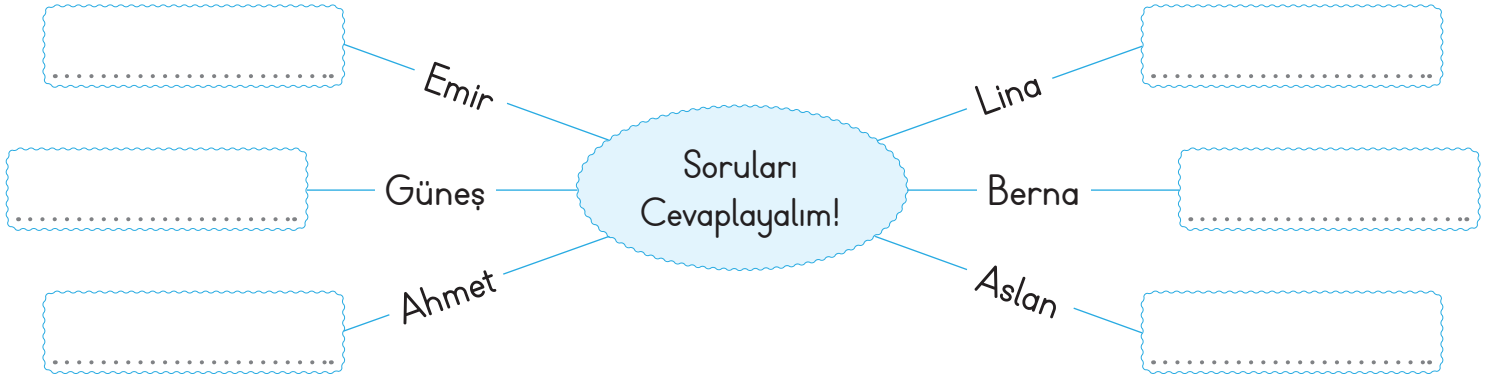 Emir
Lina
Soruları
Cevaplayalım!
Güneş
Berna
Ahmet
Aslan